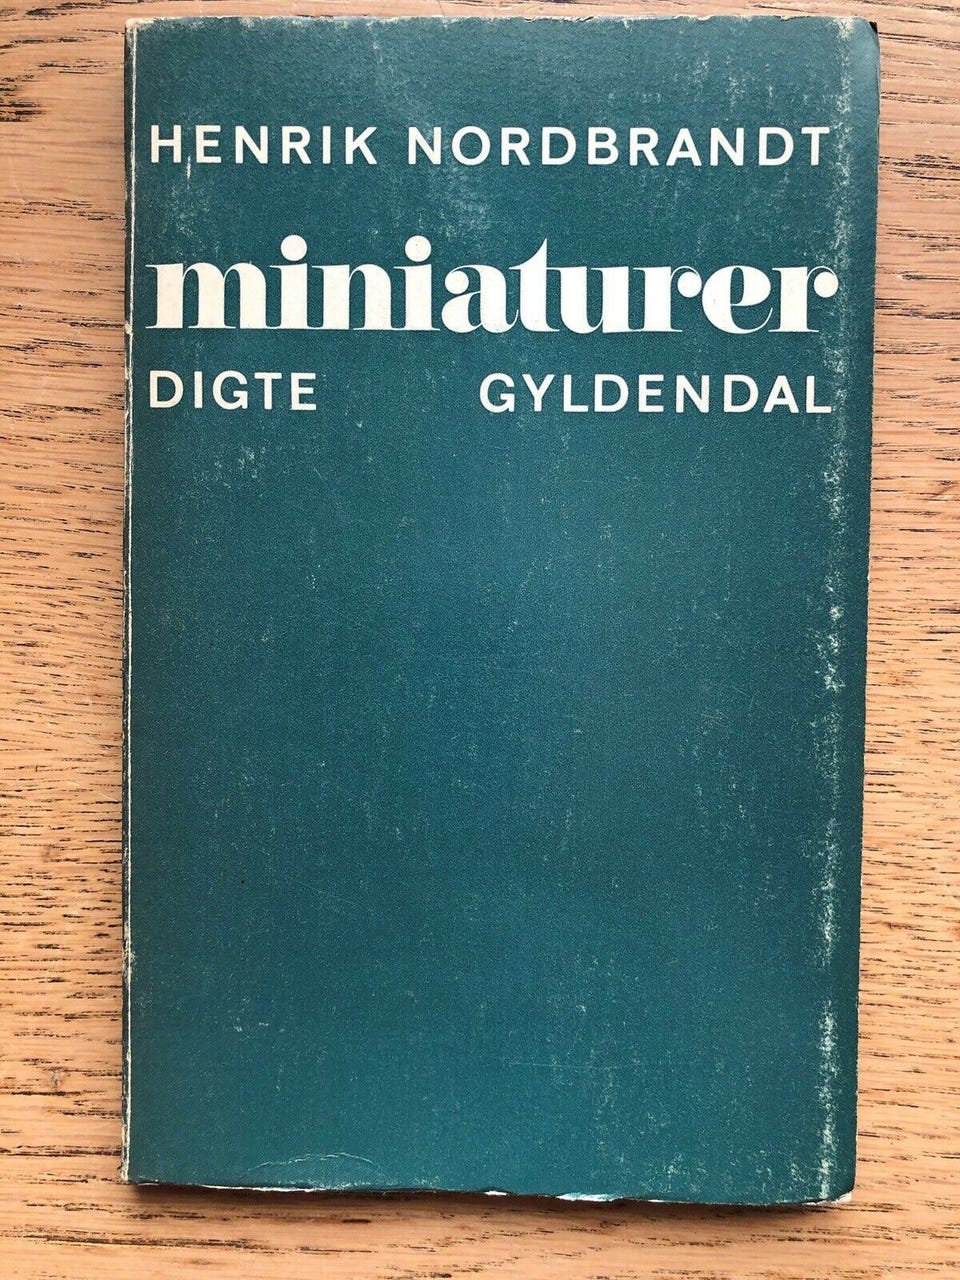 HENRIK NORDBRANDT
miniaturer
DIGTE GYLDENDAL